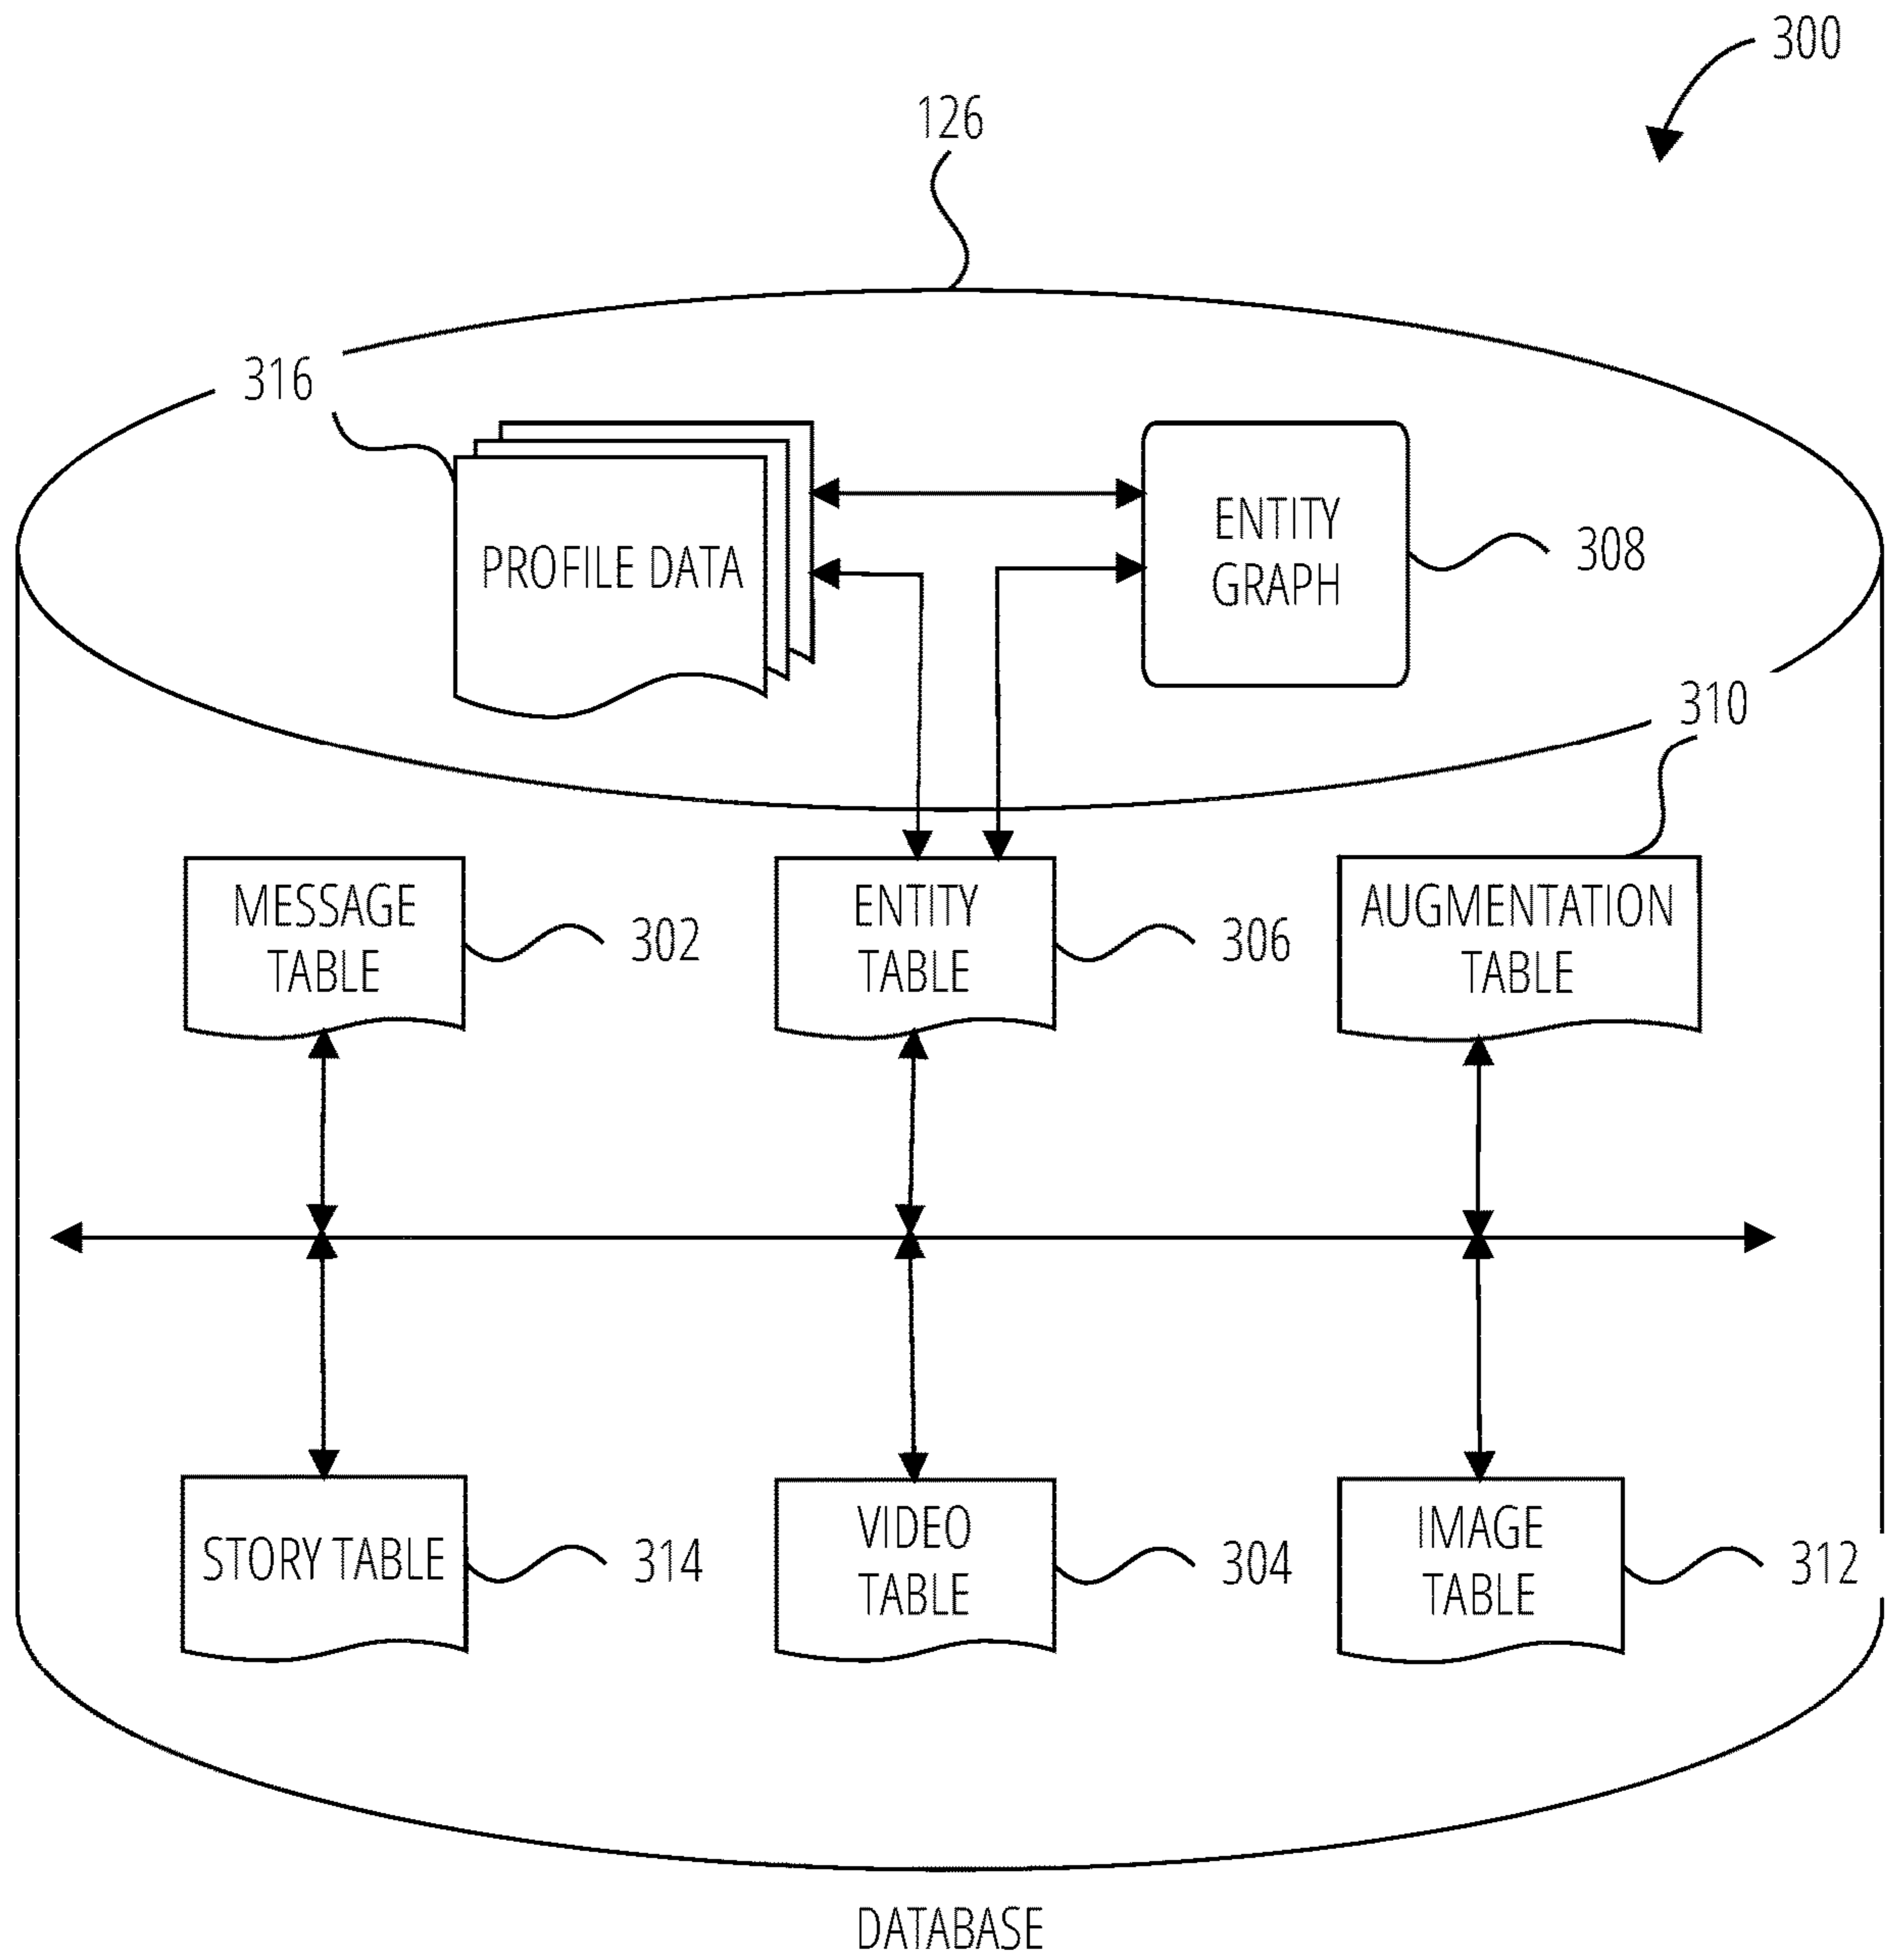 300
126
316
PROFILE DATA
ENTITY
GRAPH
308
310
MESSAGE
TABLE
302
ENTITY
TABLE
306
AUGMENTATION
TABLE
STORY TABLE
314
VIDEO
TABLE
304
IMAGE
TABLE
312
DATABASE